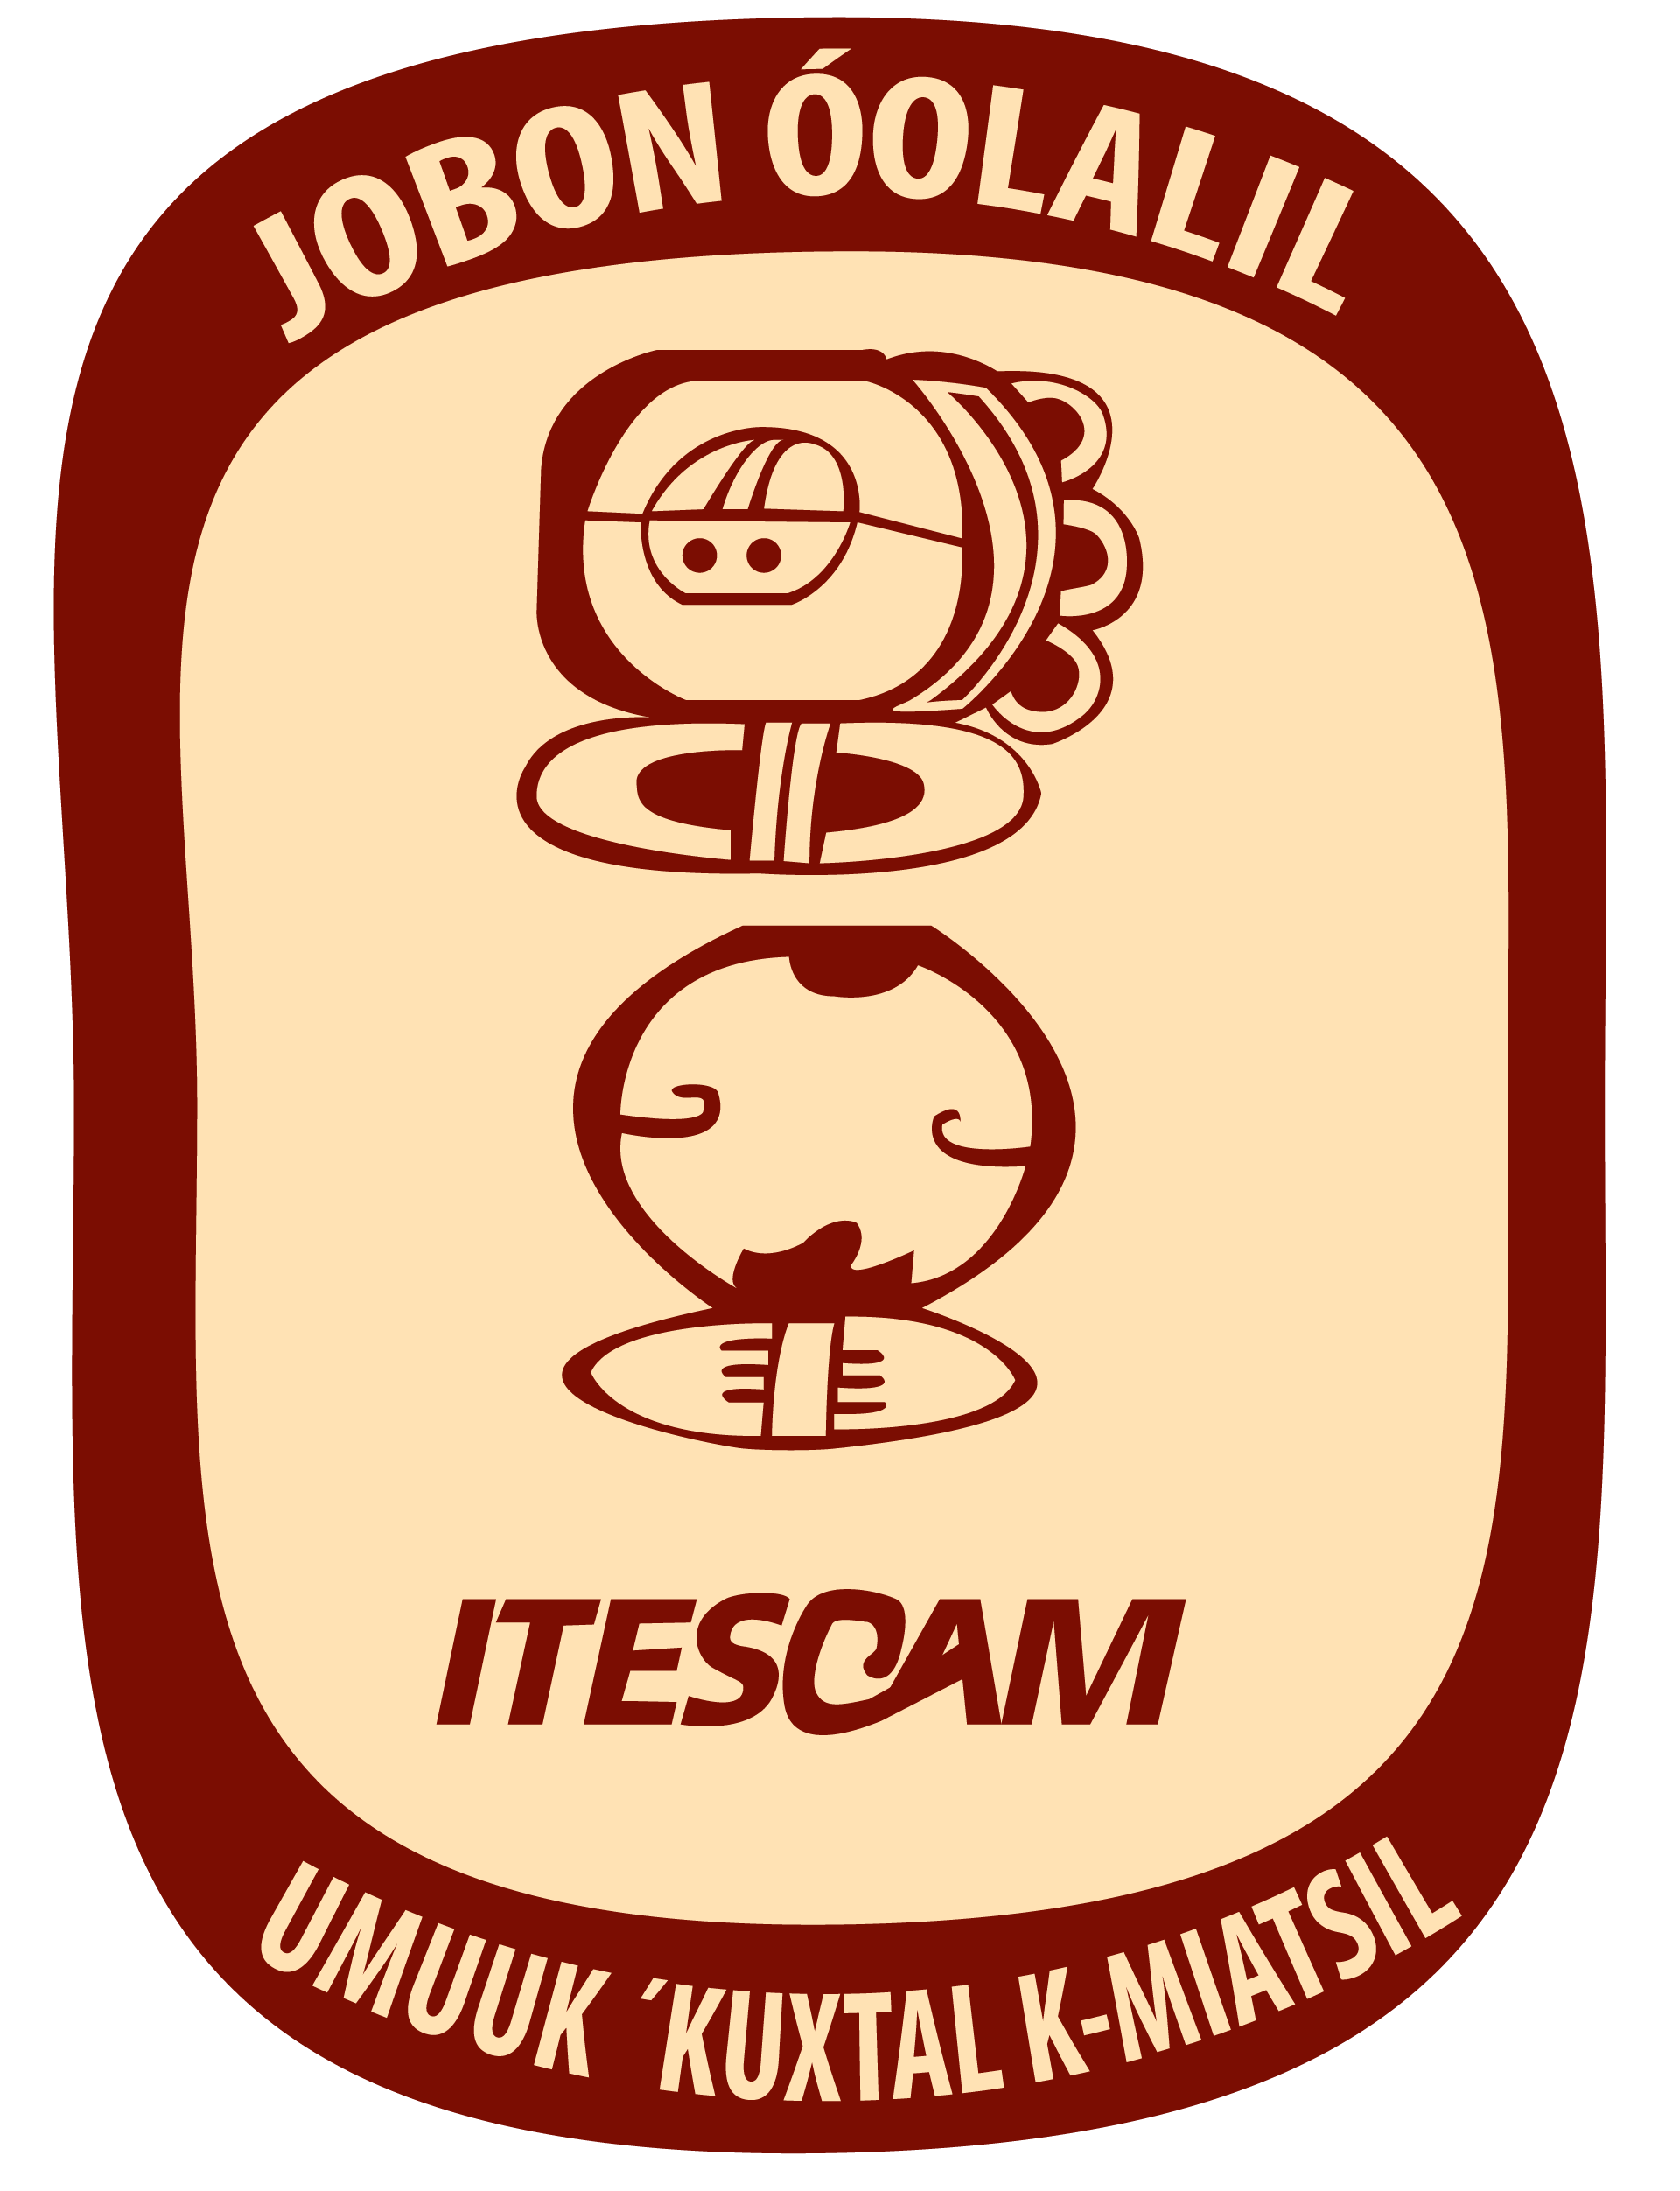 JOBON ÓOLALIL
ITESCAM
UMUUK ´KUXTAL K-MIATSIL